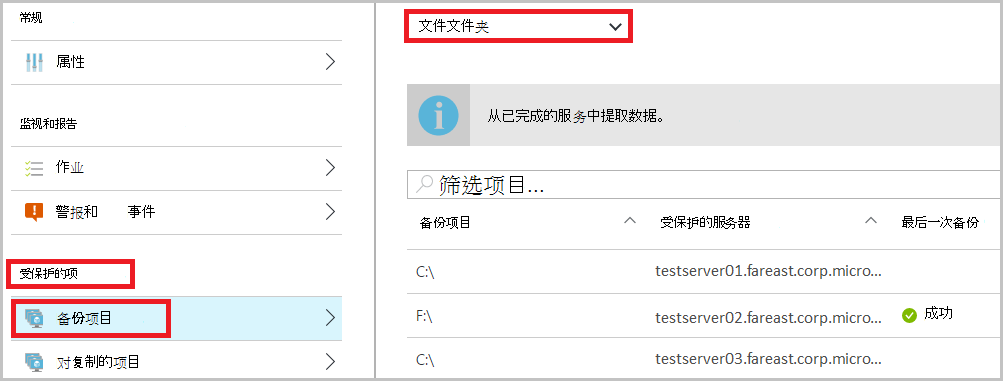 常规
属性
监视和报告
作业
警报和 事件
受保护的项
备份项目
对复制的项目
文件文件夹
从已完成的服务中提取数据。
筛选项目...
备份项目 受保护的服务器 最后一次备份
C:\ testserver01.fareast.corp.micro...
F:\ testserver02.fareast.corp.micro... 成功
C:\ testserver03.fareast.corp.micro...